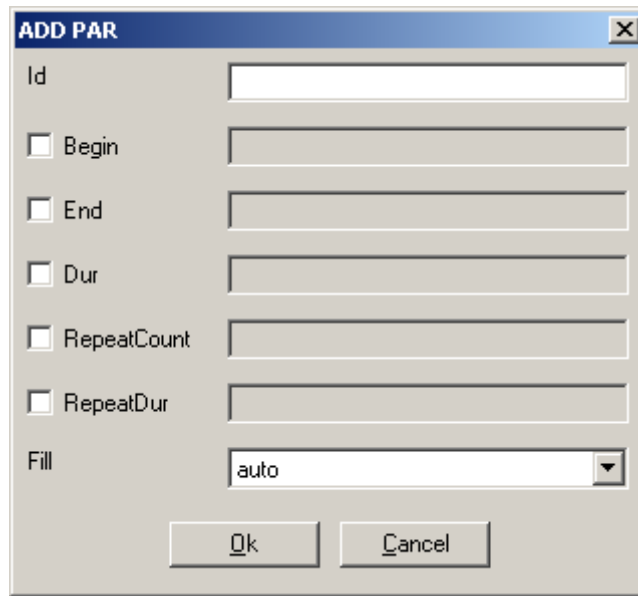 ADD PAR
Id
Begin
End
Dur
RepeatCount
RepeatDur
Fill auto
Ok Cancel